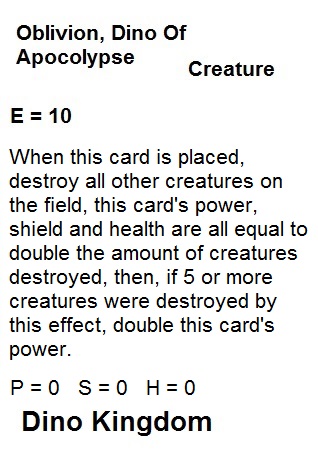 Oblivion, Dino Of
Apocolypse
Creature
E = 10
When this card is placed,
destroy all other creatures on
the field, this card's power,
shield and health are all equal to
double the amount of creatures
destroyed, then, if 5 or more
creatures were destroyed by
this effect, double this card's
power.
P = 0 S = 0 H = 0
Dino Kingdom